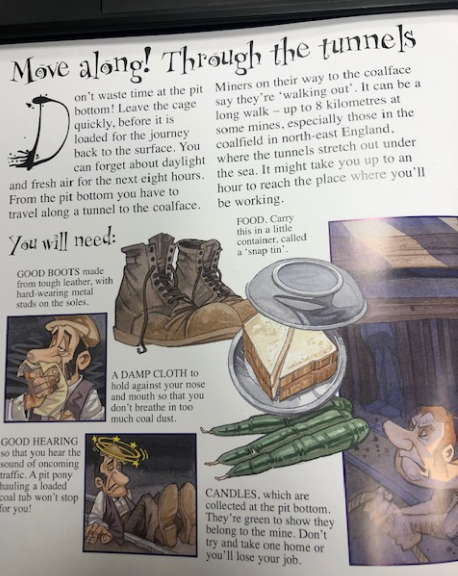 Move along! Through the tunnels
Don't waste time at the pit
bottom! Leave the cage
quickly, before it is
loaded for the journey
back to the surface. You
can forget about daylight
and fresh air for the next eight hours.
From the pit bottom you have to
travel along a tunnel to the coalface.
Miners on their way to the coalface
say they're 'walking out'. It can be a
long walk – up to 8 kilometres at
some mines, especially those in the
coalfield in north-east England,
where the tunnels stretch out under
the sea. It might take you up to an
hour to reach the place where you'll
be working.
You will need:
GOOD BOOTS made
from tough leather, with
hard-wearing metal
studs on the soles.
FOOD. Carry
this in a little
container, called
a 'snap tin'.
A DAMP CLOTH to
hold against your nose
and mouth so that you
don't breathe in too
much coal dust.
GOOD HEARING
so that you hear the
sound of oncoming
traffic. A pit pony
hauling a loaded
coal tub won't stop
for you!
CANDLES, which are
collected at the pit bottom.
They're green to show they
belong to the mine. Don't
try and take one home or
you'll lose your job.